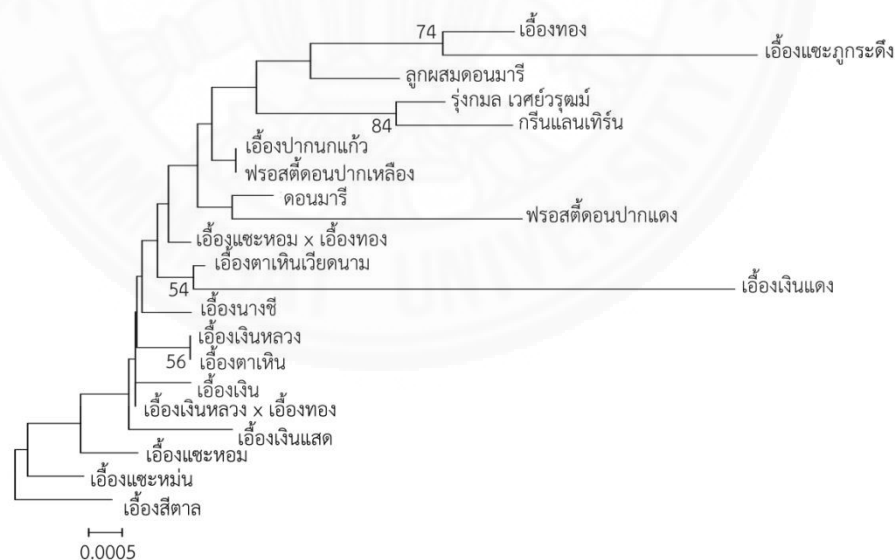 74
เอื้องทอง
เอื้องแซะภูกระดึง
ลูกผสมดอนมารี
รุ่งกมล เวศย์วรุฒม์
84
กรีนแลนเทิร์น
เอื้องปากนกแก้ว
ฟรอสตี้ดอนปากเหลือง
ดอนมารี
ฟรอสตี้ดอนปากแดง
เอื้องแซะหอม x เอื้องทอง
เอื้องตาเหินเวียดนาม
54
เอื้องเงินแดง
เอื้องนางชี
เอื้องเงินหลวง
56
เอื้องตาเหิน
เอื้องเงิน
เอื้องเงินหลวง x เอื้องทอง
เอื้องเงินแสด
เอื้องแซะหอม
เอื้องแซะหม่น
เอื้องสีตาล
0.0005